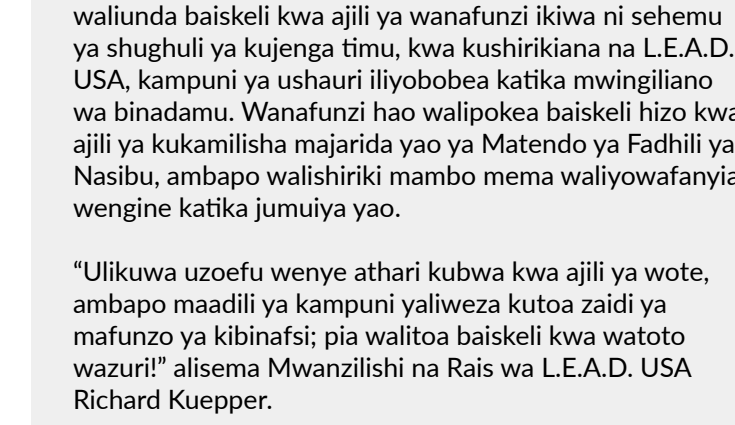 waliunda baiskeli kwa ajili ya wanafunzi ikiwa ni sehemu
ya shughuli ya kujenga timu, kwa kushirikiana na L.E.A.D.
USA, kampuni ya ushauri iliyobobea katika mwingiliano
wa binadamu. Wanafunzi hao walipokea baiskeli hizo kwa
ajili ya kukamilisha majarida yao ya Matendo ya Fadhili ya
Nasibu, ambapo walishiriki mambo mema waliyowafanyia
wengine katika jumuiya yao.
“Ulikuwa uzoefu wenye athari kubwa kwa ajili ya wote,
ambapo maadili ya kampuni yaliweza kutoa zaidi ya
mafunzo ya kibinafsi; pia walitoa baiskeli kwa watoto
wazuri!” alisema Mwanzilishi na Rais wa L.E.A.D. USA
Richard Kuepper.